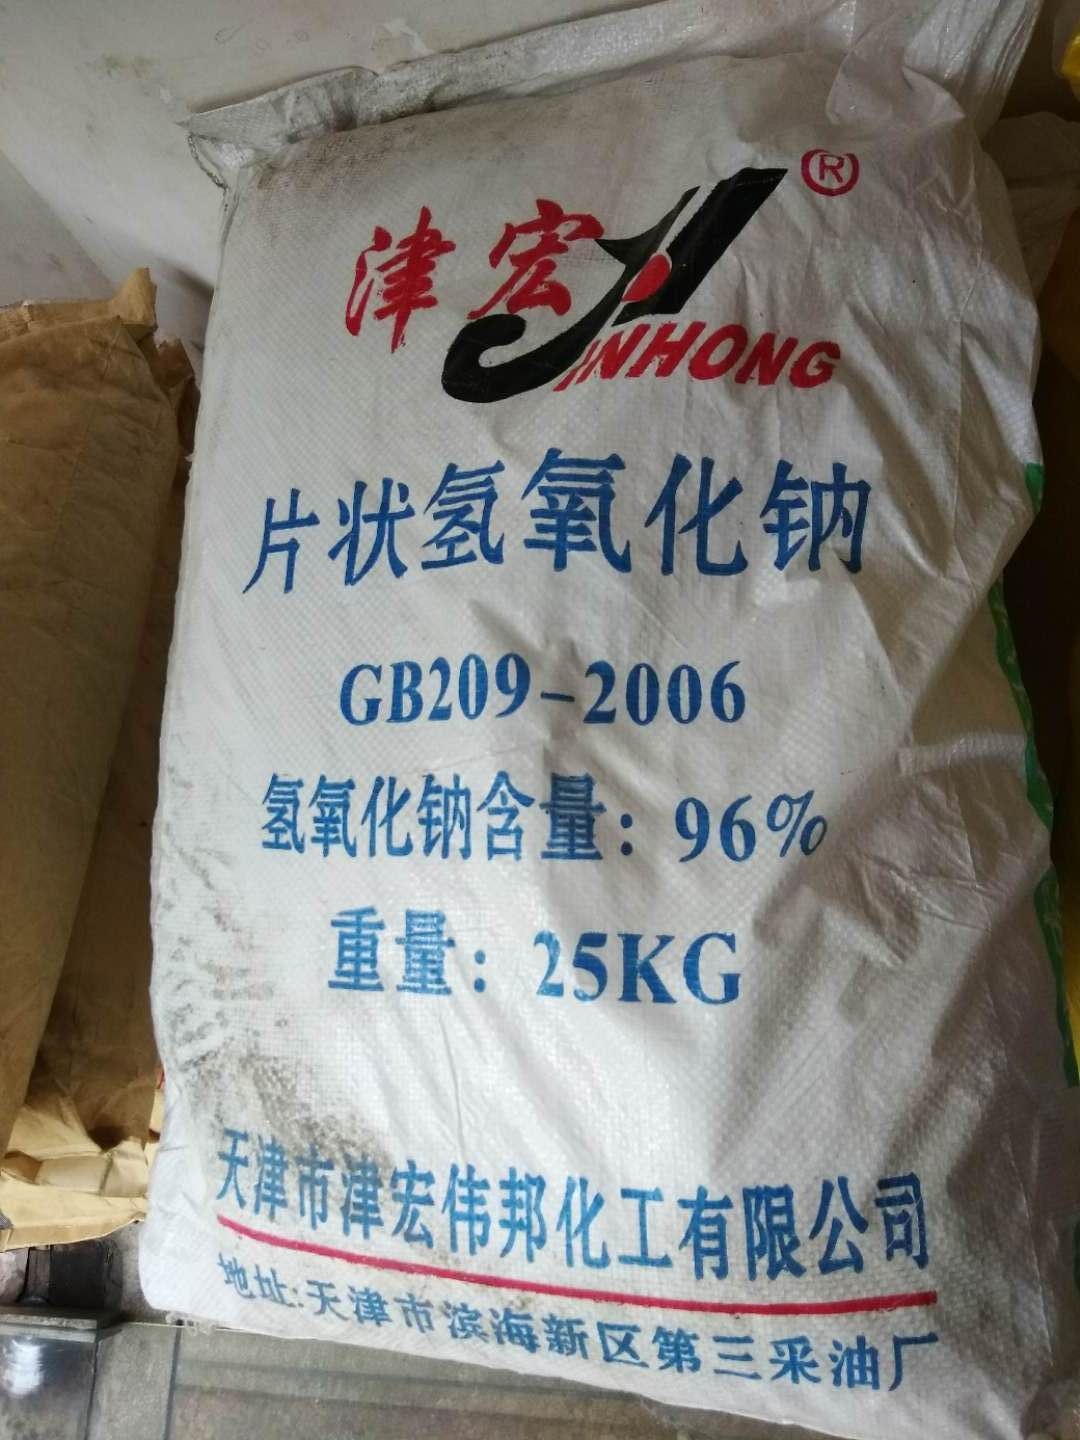 津宏
®
JINHONG
片状氢氧化钠
GB209-2006
氢氧化钠含量：96%
重量：25KG
天津市津宏伟邦化工有限公司
地址:天津市滨海新区第三采油厂